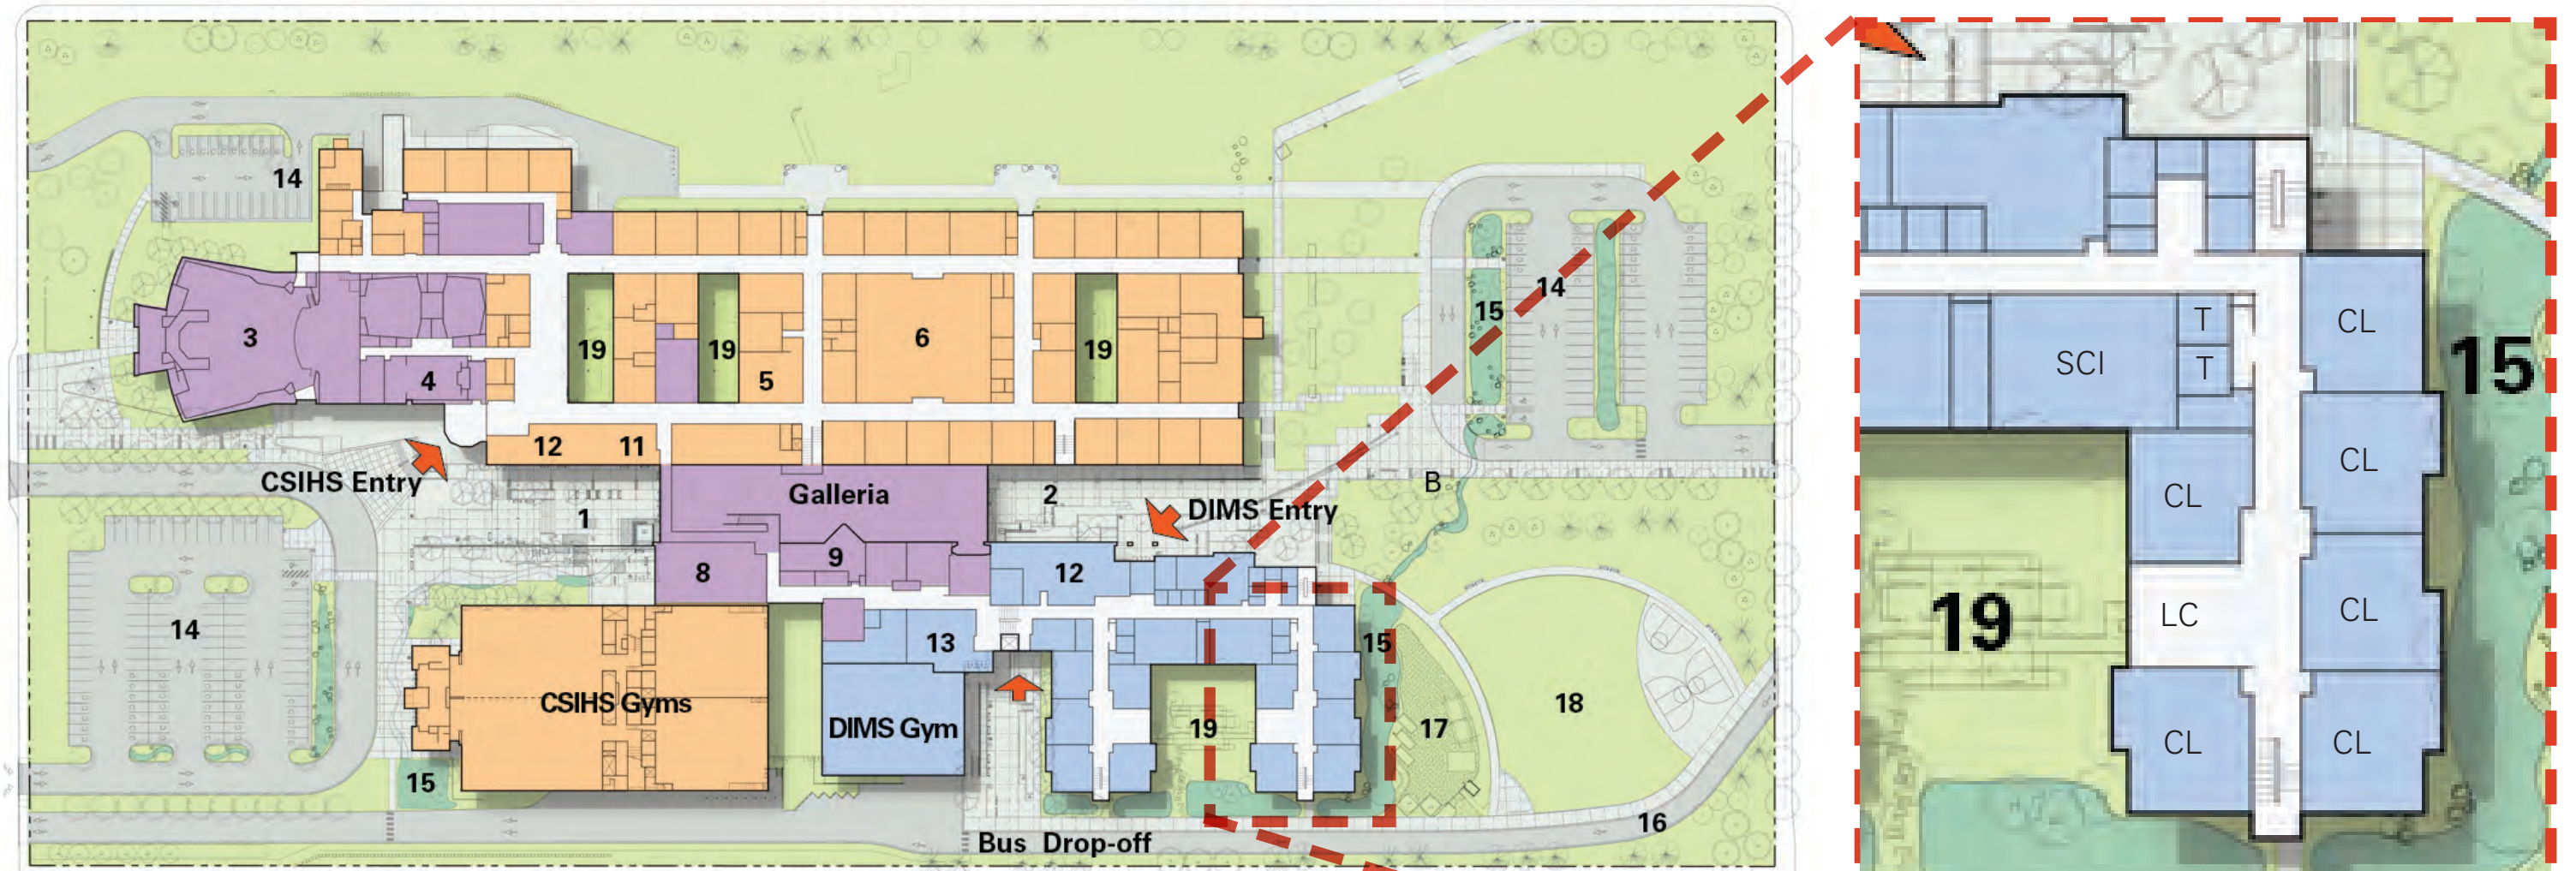 14
3
4
19
19
5
6
19
14
15
12
11
CSIHS Entry
Galleria
1
2
B
DIMS Entry
8
9
12
14
13
15
CSIHS Gyms
DIMS Gym
19
17
18
15
Bus Drop-off
16
CL
T
SCI
T
15
CL
CL
19
LC
CL
CL
CL